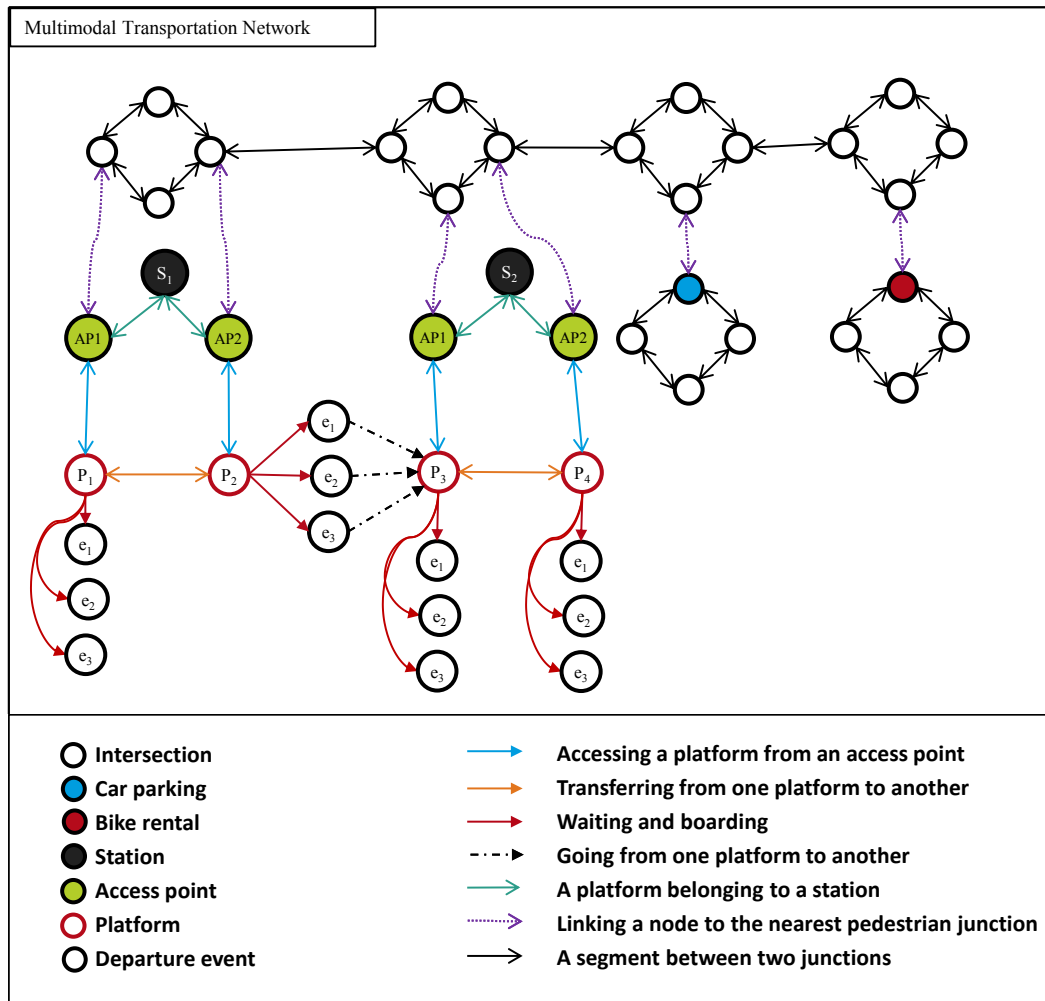 Multimodal Transportation Network
S1
S2
AP1
AP2
AP1
AP2
e1
P1
P2
e2
P3
P4
e3
e1
e1
e1
e2
e2
e2
e3
e3
e3
Intersection
Accessing a platform from an access point
Car parking
Transferring from one platform to another
Bike rental
Waiting and boarding
Station
Going from one platform to another
Access point
A platform belonging to a station
Platform
Linking a node to the nearest pedestrian junction
Departure event
A segment between two junctions